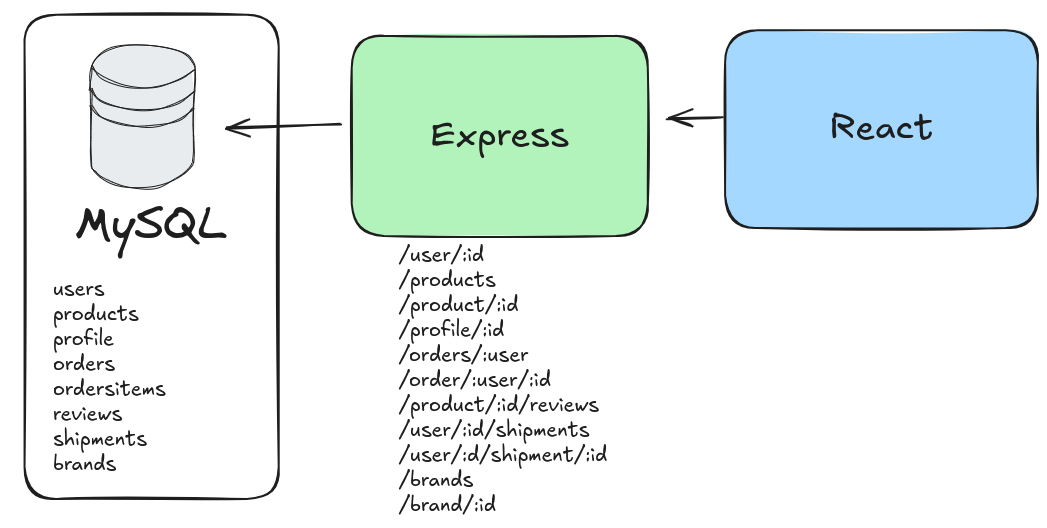 MySQL
users
products
profile
orders
ordersitems
reviews
shipments
brands
Express
/user/:id
/products
/product/:id
/profile/:id
/orders/:user
/order/:user/:id
/product/:id/reviews
/user/:id/shipments
/user/:d/shipment/:id
/brands
/brand/:id
React